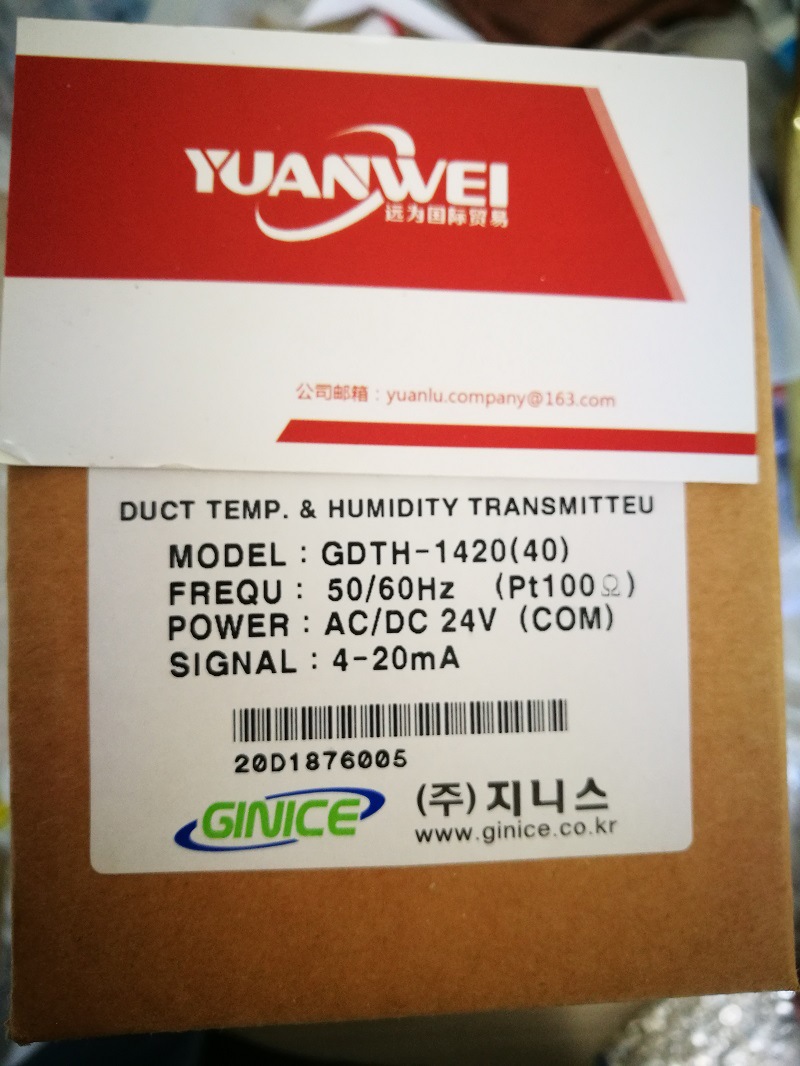 YUANWEI
远为国际贸易
公司邮箱：yuanlu.company@163.com
DUCT TEMP. & HUMIDITY TRANSMITTEU
MODEL : GDTH-1420(40)
FREQU : 50/60Hz (Pt100Ω)
POWER : AC/DC 24V (COM)
SIGNAL : 4-20mA
20D1876005
GINICE (주)지니스
www.ginice.co.kr